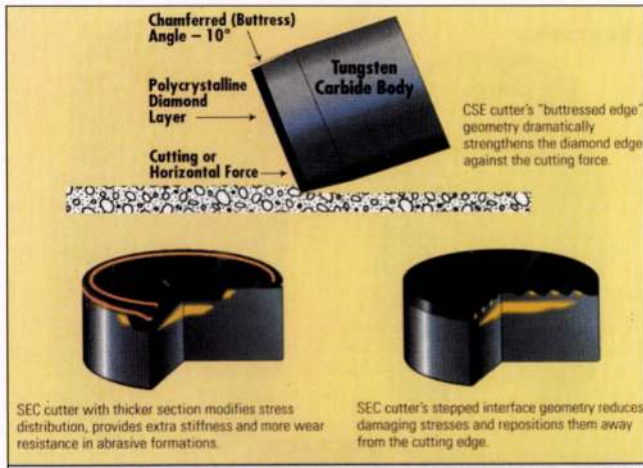 Chamferred (Buttress)
Angle – 10°
Tungsten
Carbide Body
Polycrystalline
Diamond
Layer
CSE cutter's "buttressed edge"
geometry dramatically
strengthens the diamond edge
against the cutting force.
Cutting or
Horizontal Force
SEC cutter with thicker section modifies stress
distribution, provides extra stiffness and more wear
resistance in abrasive formations.
SEC cutter's stepped interface geometry reduces
damaging stresses and repositions them away
from the cutting edge.